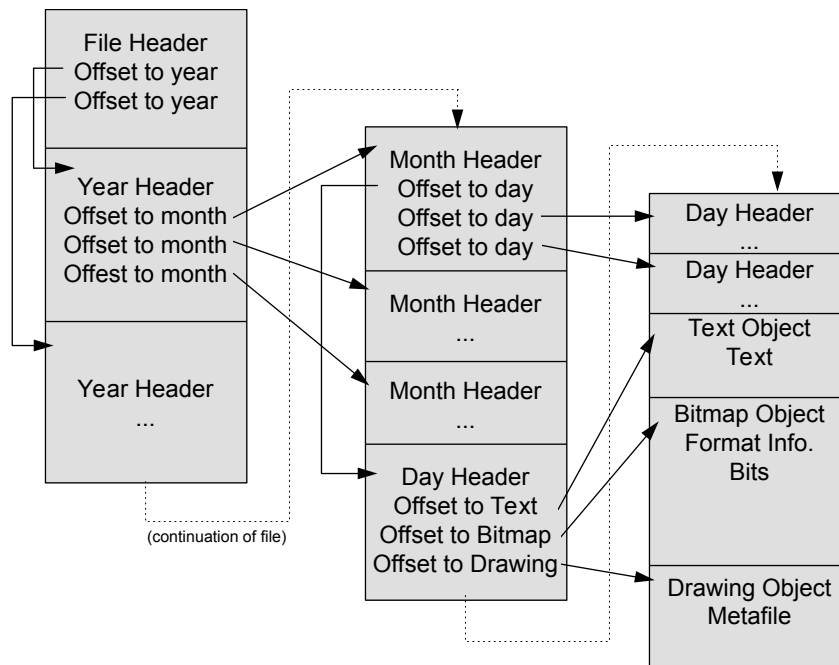 File Header
Offset to year
Offset to year
Year Header
Offset to month
Offset to month
Offest to month
Year Header
...
(continuation of file)
Month Header
Offset to day
Offset to day
Offset to day
Month Header
...
Month Header
...
Day Header
Offset to Text
Offset to Bitmap
Offset to Drawing
Day Header
...
Day Header
...
Text Object
Text
Bitmap Object
Format Info.
Bits
Drawing Object
Metafile